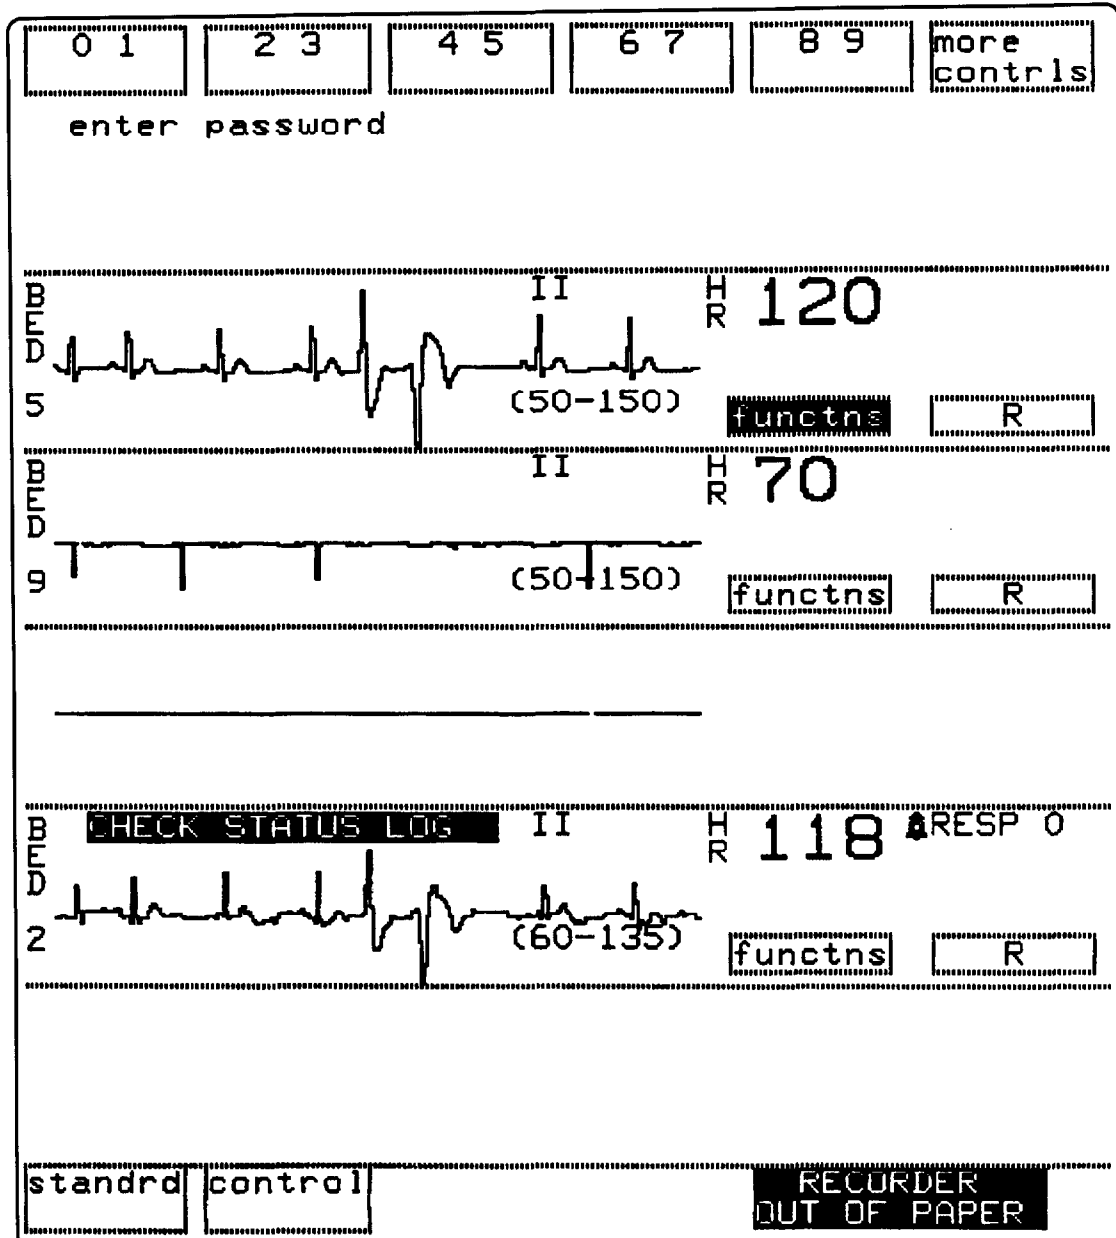 0 1 2 3 4 5 6 7 8 9 more
contrls
enter password
BED 5 II HR 120
(50-150) functns R
BED 9 II HR 70
(50-150) functns R
BED 2 CHECK STATUS LOG II HR 118 RESP 0
(60-135) functns R
standrd control RECORDER
OUT OF PAPER